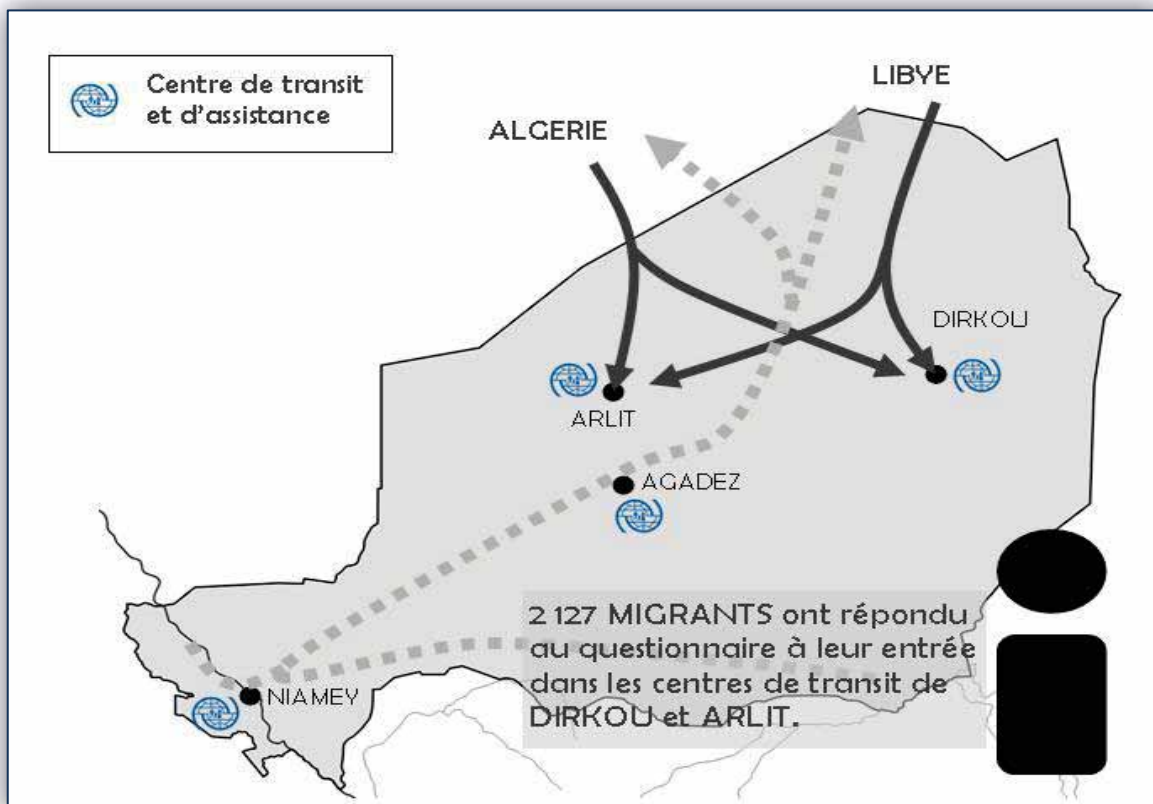 Centre de transit
et d'assistance
LIBYE
ALGERIE
DIRKOU
ARLIT
AGADEZ
2 127 MIGRANTS ont répondu
au questionnaire à leur entrée
dans les centres de transit de
DIRKOU et ARLIT.
NIAMEY